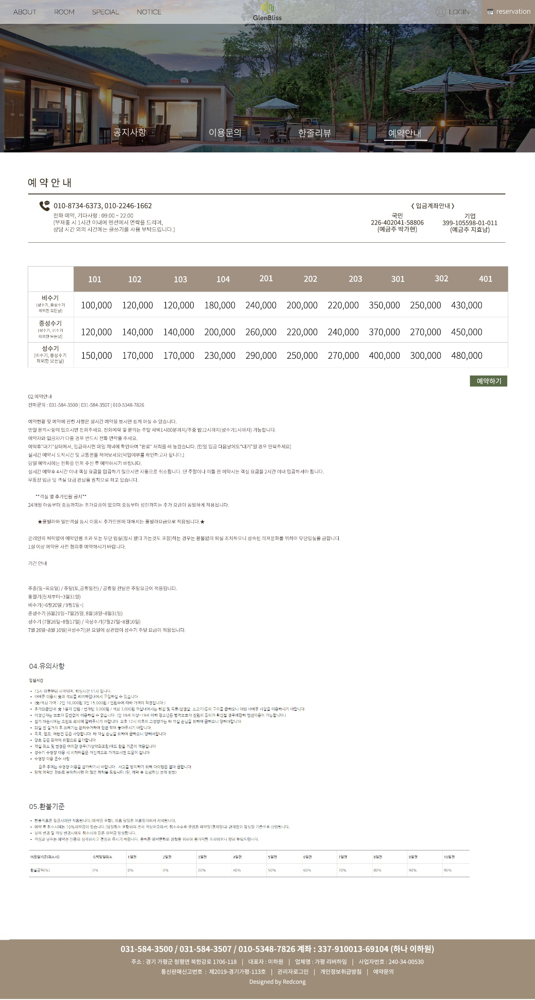 ABOUT ROOM SPECIAL NOTICE GlenBliss LOGIN reservation
공지사항 이용문의 한줄리뷰 예약안내
예약안내
010-8734-6373, 010-2246-1662
전화 예약, 기타사항 : 09:00 ~ 22:00
(부재중 시 1시간 이내에 펜션에서 연락을 드리며,
상담 시간 외의 시간에는 글쓰기를 사용 부탁드립니다.)
< 입금계좌안내 >
국민 기업
226-402041-58806 399-105598-01-011
(예금주 박가현) (예금주 지효남)
101 102 103 104 201 202 203 301 302 401
비수기
(성수기, 중성수기
제외한 모든날)
100,000 120,000 120,000 180,000 240,000 200,000 220,000 350,000 250,000 430,000
중성수기
(성수기, 비수기
제외한 모든날)
120,000 140,000 140,000 200,000 260,000 220,000 240,000 370,000 270,000 450,000
성수기
(비수기, 중성수기
제외한 모든날)
150,000 170,000 170,000 230,000 290,000 250,000 270,000 400,000 300,000 480,000
예약하기
02.예약안내
전화문의 : 031-584-3500 | 031-584-3507 | 010-5348-7826
예약현황 및 예약에 관한 사항은 실시간 예약을 보시면 쉽게 아실 수 있습니다.
만일 문의사항이 있으시면 전화주세요. 전화예약 및 문의는 주말 새벽1시00분까지/주중 밤12시까지(성수기1시까지) 가능합니다.
예약자와 입금자가 다를 경우 반드시 전화 연락을 주세요.
예약후"대기"상태에서, 입금하시면 매일 저녁에 확인하여 "완료" 처리를 해 놓겠습니다. (단일 입금 다음날에도"대기"일 경우 연락주세요)
실시간 예약시 도착시간 및 교통편을 적어보세요(픽업여부를 확인하고자 합니다.)
당일 예약시에는 전화를 먼저 주신 후 예약하시기 바랍니다.
실시간 예약후 4시간 이내 객실 요금을 입금하기 않으시면 자동으로 취소됩니다. 단 주말이나 이틀 전 예약시는 객실 요금을 2시간 이내 입금하셔야 됩니다.
무통장 입금 및 객실 요금 완납을 원칙으로 하고 있습니다.
**객실 별 추가인원 공지**
24개월 아동부터 중등까지는 추가요금이 없으며 중등부터 성인까지는 추가 요금이 동일하게 적용됩니다.
★풀빌라와 일반객실 동시 이용시 추가인원에 대해서는 풀빌라요금으로 적용됩니다.★
관리인의 허락없이 예약인원 초과 또는 무단 입실(잠시 왔다 가는것도 포함)하는 경우는 환불없이 퇴실 조치하오니 성숙된 레져문화를 위하여 무단입실을 금합니다.
1실 이상 예약은 사전 협의후 예약하시기 바랍니다.
기간 안내
주중(일~목요일) / 주말(토,공휴일전) / 공휴일 전날은 주말요금이 적용됩니다.
동절기(현재부터~3월31일)
비수기(~6월20일 / 9월1일~)
준성수기 (6월21일~7월25일, 8월18일~8월31일)
성수기 (7월26일~8월17일) / 극성수기(7월27일~8월10일)
7월 26일~8월 10일(극성수기)은 요일에 상관없이 성수기 주말 요금이 적용됩니다.
04.유의사항
입실시간
• 15시 이후부터 시작되며, 퇴실시간 11시 입니다.
• 바베큐 이용시 숯과 석쇠를 리버하임내에서 구입하실 수 있습니다.
• (숯/석쇠 가격 : 2인 10,000원 3인 15,000원 / 인원수에 따라 가격이 책정됩니다.)
• 추가요금안내: 숯 1봉지 만원 / 번개탄 3,000원 / 석쇠 3,000원 객실내에서는 튀김 및 육류(삼겹살, 소고기)등의 구이를 금하오니 야외 바베큐 시설을 이용하시기 바랍니다.
• 미성년자는 보호자 동반없이 이용하실 수 없습니다. (만 16세 이상~19세 이하 청소년은 법적보호자 전원의 동의가 확인될 경우에한해 펜션이용이 가능합니다.)
• 집기 파손시에는 프런트 로비에 알려주시기 바랍니다. 오후 12시 이후의 고성방가는 타 객실 손님을 위하여 금하오니 양해바랍니다.
• 퇴실 전 설거지 후 쓰레기는 분리수거하여 현관 밖에 놓아주시기 바랍니다.
• 폭죽, 앰프, 애완견 등은 사양합니다. 타 객실 손님을 위하여 금하오니 양해바랍니다
• 양초 등은 화재의 위험으로 불가합니다
• 객실 취소 및 변경은 어떠한 경우(기상악화포함)에도 환불 기준이 적용됩니다
• 성수기 수영장 이용 시 비치타올은 개인적으로 가져오시면 도움이 됩니다
• 수영장 이용 준수 사항
음주 후에는 수영장 이용을 삼가하기시 바랍니다. 사고를 방지하기 위해 다이빙은 절대 금합니다.
• 단체 예약은 전화로 문의하시면 더 많은 혜택을 드립니다.(단, 예약 후 입금하신 분에 한함)
05.환불기준
• 환불적용은 입금시에만 적용됩니다.(예약금 포함), 이용 당일은 이용일자에서 제외됩니다.
• 예약 후 취소시에는 10%위약금이 있습니다.(당일취소 포함하여 전체 객실요금에서) 취소수수료 규정은 예약일(결제일)과 관계없이 입실일 기준으로 산정됩니다.
• 날짜 변경 및 객실 변경시에도 취소시와 같은 위약금 발생합니다.
• 객실과 날짜는 예약전 신중히 생각하시고 결정해 주시기 바랍니다. 올바른 예약문화의 정착을 위하여 불가피한 조치이오니 양해 부탁드립니다.
이용일기준(취소시) 숙박당일취소 1일전 2일전 3일전 4일전 5일전 6일전 7일전 8일전 9일전 10일전
환불금액(%) 0% 0% 0% 20% 40% 50% 60% 70% 80% 90% 90%
031-584-3500 / 031-584-3507 / 010-5348-7826 계좌 : 337-910013-69104 (하나 이하원)
주소 : 경기 가평군 청평면 북한강로 1706-118 | 대표자 : 이하원 | 업체명 : 가평 리버하임 | 사업자번호 : 240-34-00530
통신판매신고번호 : 제2019-경기가평-113호 | 관리자로그인 | 개인정보취급방침 | 예약문의
Designed by Redcong